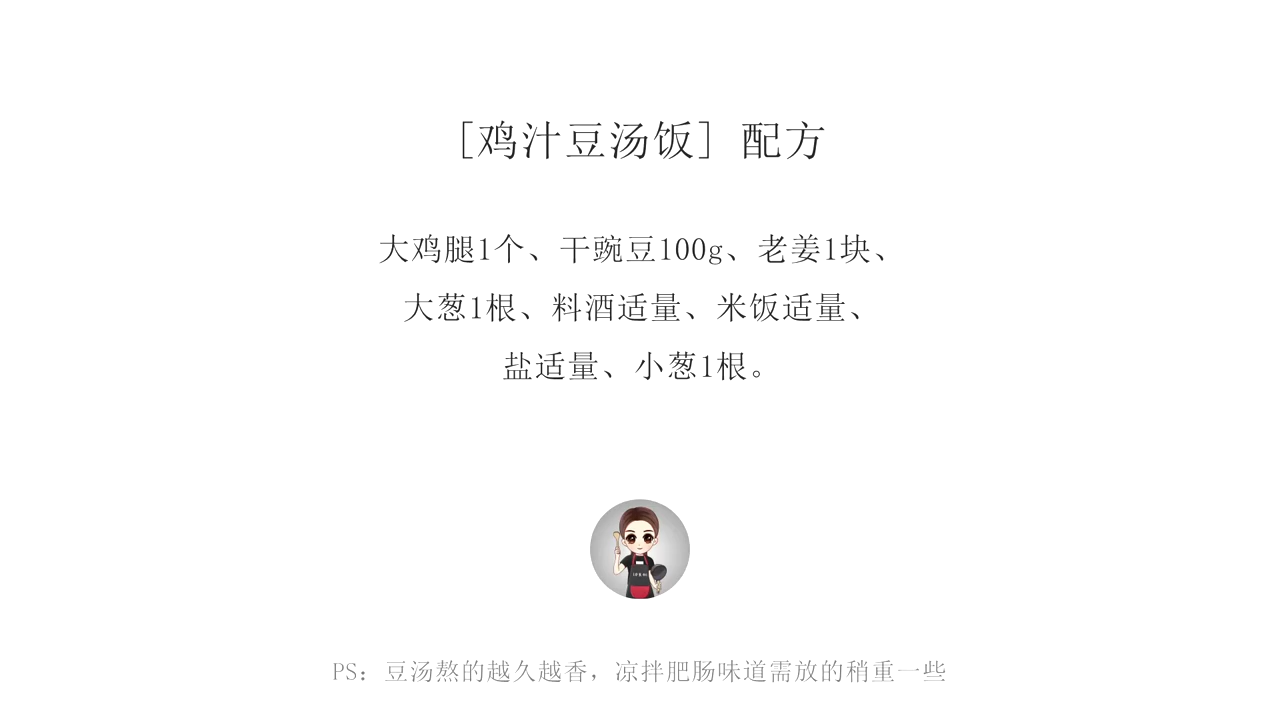 [鸡汁豆汤饭] 配方
大鸡腿1个、干豌豆100g、老姜1块、
大葱1根、料酒适量、米饭适量、
盐适量、小葱1根。
PS：豆汤熬的越久越香，凉拌肥肠味道需放的稍重一些